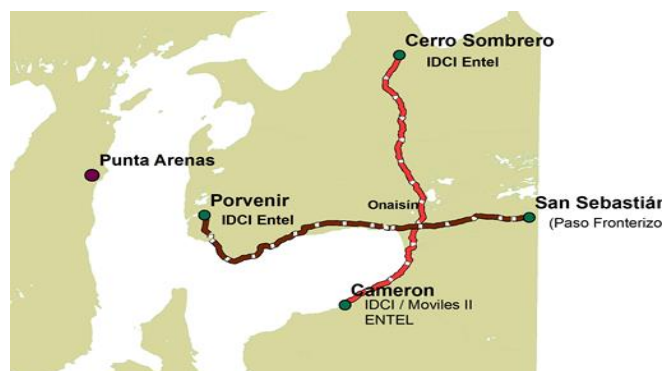 Cerro Sombrero
IDCI Entel
Punta Arenas
Porvenir
IDCI Entel
Onaisin
San Sebastián
(Paso Fronterizo
Cameron
IDCI / Moviles II
ENTEL